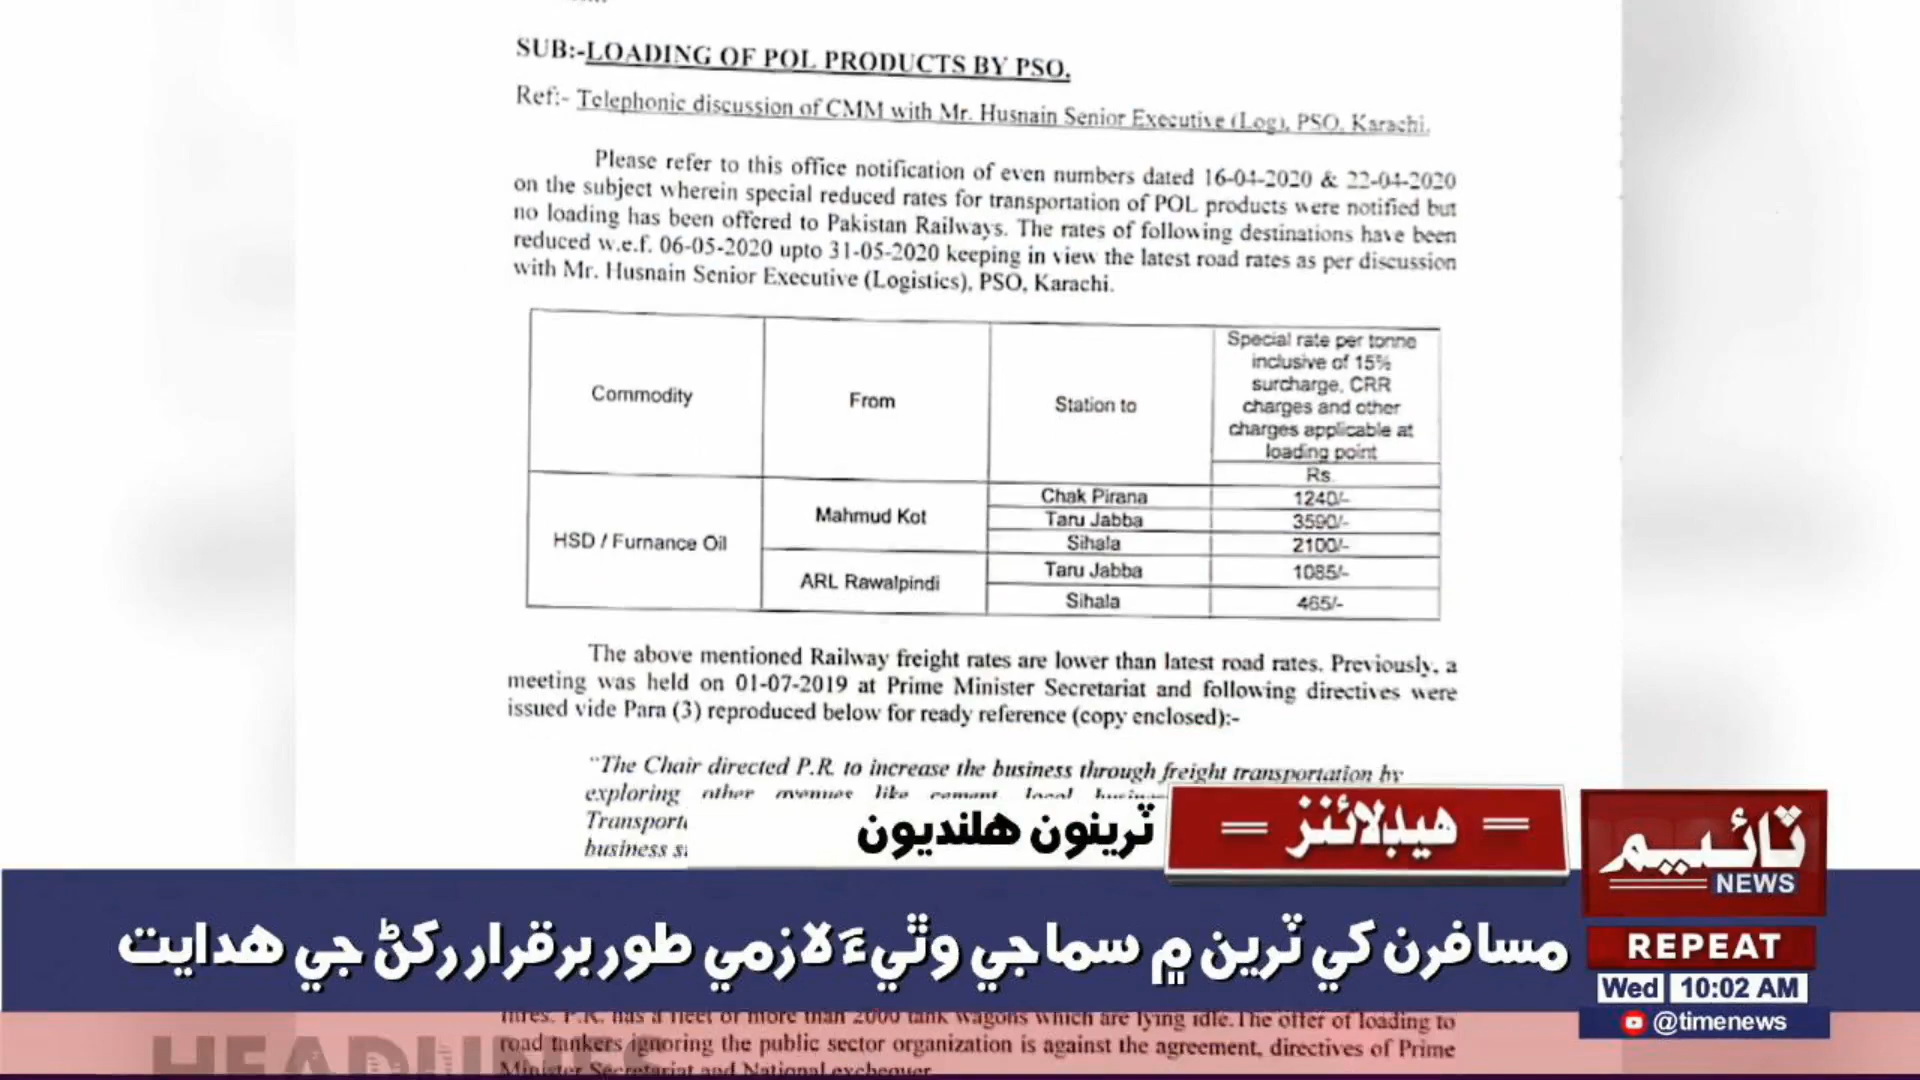 SUB:-LOADING OF POL PRODUCTS BY PSO.
Ref:- Telephonic discussion of CMM with Mr. Husnain Senior Executive (Log), PSO, Karachi.
Please refer to this office notification of even numbers dated 16-04-2020 & 22-04-2020
on the subject wherein special reduced rates for transportation of POL products were notified but
no loading has been offered to Pakistan Railways. The rates of following destinations have been
reduced w.e.f. 06-05-2020 upto 31-05-2020 keeping in view the latest road rates as per discussion
with Mr. Husnain Senior Executive (Logistics), PSO, Karachi.
Commodity From Station to Special rate per tonne
inclusive of 15%
surcharge, CRR
charges and other
charges applicable at
loading point
Rs.
HSD / Furnance Oil Mahmud Kot Chak Pirana 1240/-
Taru Jabba 3590/-
Sihala 2100/-
ARL Rawalpindi Taru Jabba 1085/-
Sihala 465/-
The above mentioned Railway freight rates are lower than latest road rates. Previously, a
meeting was held on 01-07-2019 at Prime Minister Secretariat and following directives were
issued vide Para (3) reproduced below for ready reference (copy enclosed):-
"The Chair directed P.R. to increase the business through freight transportation by
exploring other avenues like cement, local
Transport
business
ٽرينون هلنديون
هيڊلائنز
ٽائيم
NEWS
مسافرن کي ٽرين ۾ سماجي وٿيءَ لازمي طور برقرار رکڻ جي هدايت
REPEAT
Wed 10:02 AM
@timenews
P.R. has a fleet of more than 2000 tank wagons which are lying idle. The offer of loading to
road tankers ignoring the public sector organization is against the agreement, directives of Prime
Minister Secretariat and National exchequer
HEADLINES